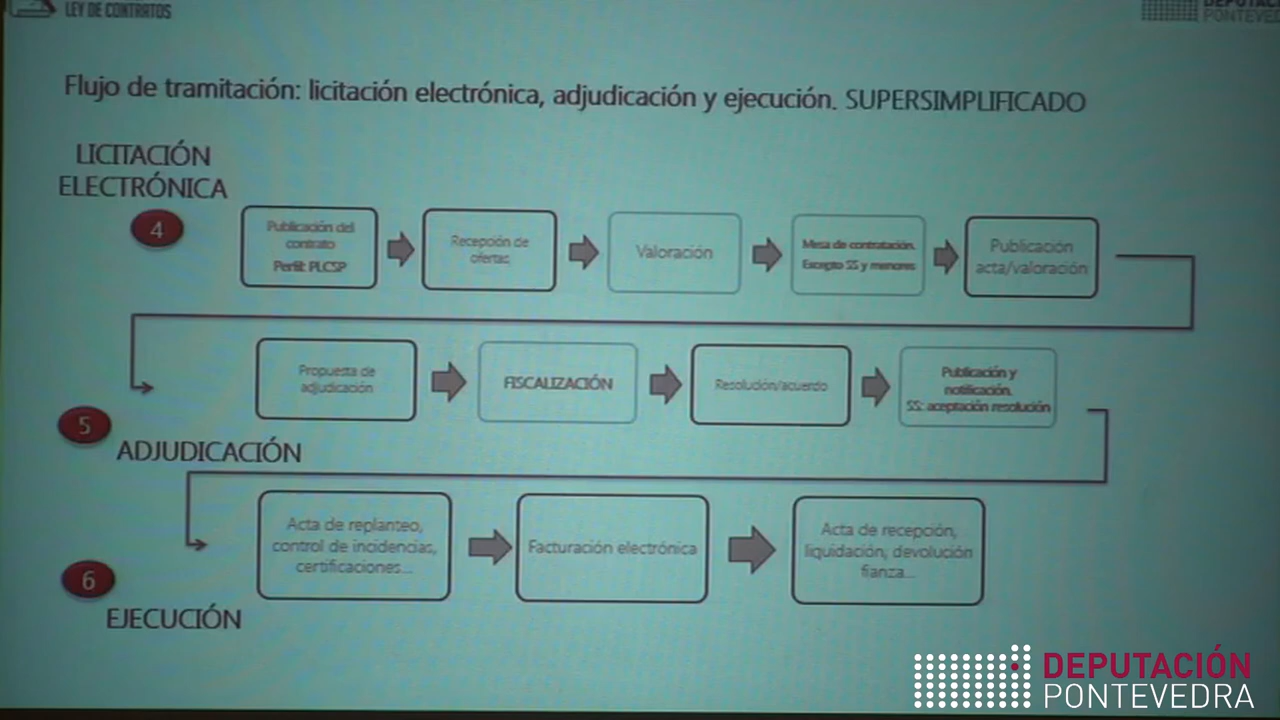 LEY DE CONTRATOS
DEPUTACIÓN
PONTEVEDRA
Flujo de tramitación: licitación electrónica, adjudicación y ejecución. SUPERSIMPLIFICADO
LICITACIÓN
ELECTRÓNICA
4
Publicación del
contrato
Perfil: PLCSP
Recepción de
ofertas
Valoración
Mesa de contratación.
Excepto SS y menores
Publicación
acta/valoración
Propuesta de
adjudicación
FISCALIZACIÓN
Resolución/acuerdo
Publicación y
notificación.
SS: aceptación resolución
5
ADJUDICACIÓN
Acta de replanteo,
control de incidencias,
certificaciones...
Facturación electrónica
Acta de recepción,
liquidación, devolución
fianza...
6
EJECUCIÓN
DEPUTACIÓN
PONTEVEDRA